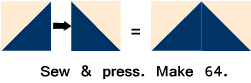 =
Sew & press. Make 64.